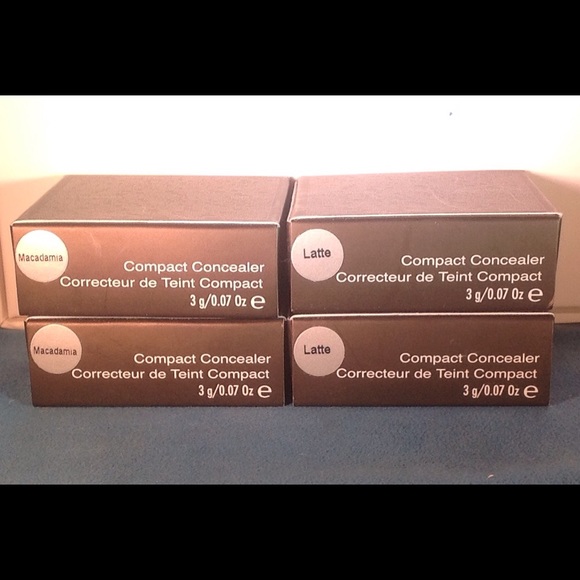 Macadamia
Compact Concealer
Correcteur de Teint Compact
3 g/0.07 Oz e
Latte
Compact Concealer
Correcteur de Teint Compact
3 g/0.07 Oz e
Macadamia
Compact Concealer
Correcteur de Teint Compact
3 g/0.07 Oz e
Latte
Compact Concealer
Correcteur de Teint Compact
3 g/0.07 Oz e